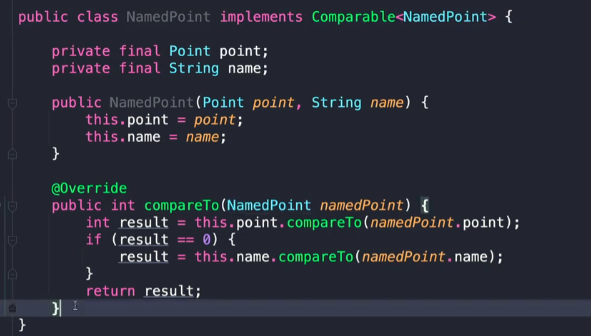 public class NamedPoint implements Comparable<NamedPoint> {
private final Point point;
private final String name;
public NamedPoint(Point point, String name) {
this.point = point;
this.name = name;
}
@Override
public int compareTo(NamedPoint namedPoint) {
int result = this.point.compareTo(namedPoint.point);
if (result == 0) {
result = this.name.compareTo(namedPoint.name);
}
return result;
}
}